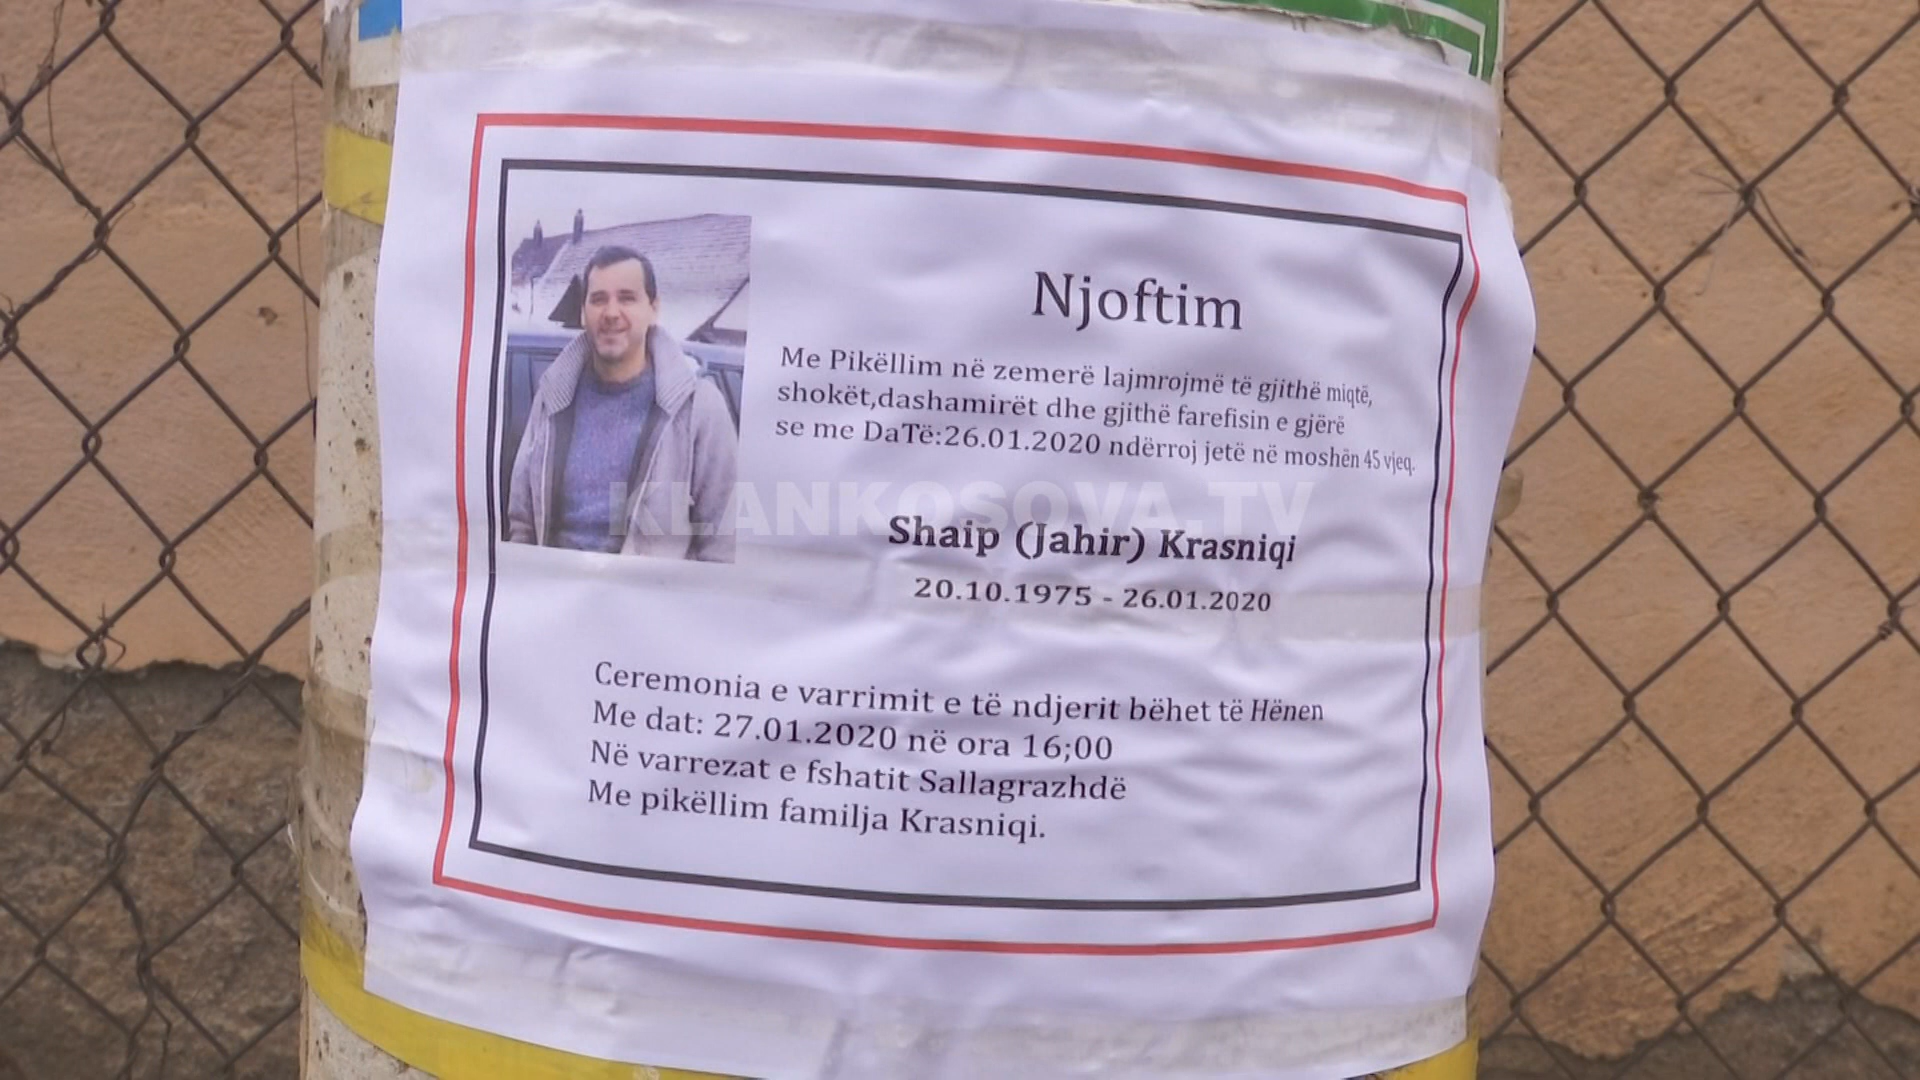 Njoftim
Me Pikëllim në zemerë lajmrojmë të gjithë miqtë,
shokët,dashamirët dhe gjithë farefisin e gjërë
se me DaTë:26.01.2020 ndërroj jetë në moshën 45 vjeq.
KLANKOSOVA.TV
Shaip (Jahir) Krasniqi
20.10.1975 - 26.01.2020
Ceremonia e varrimit e të ndjerit bëhet të Hënen
Me dat: 27.01.2020 në ora 16;00
Në varrezat e fshatit Sallagrazhdë
Me pikëllim familja Krasniqi.